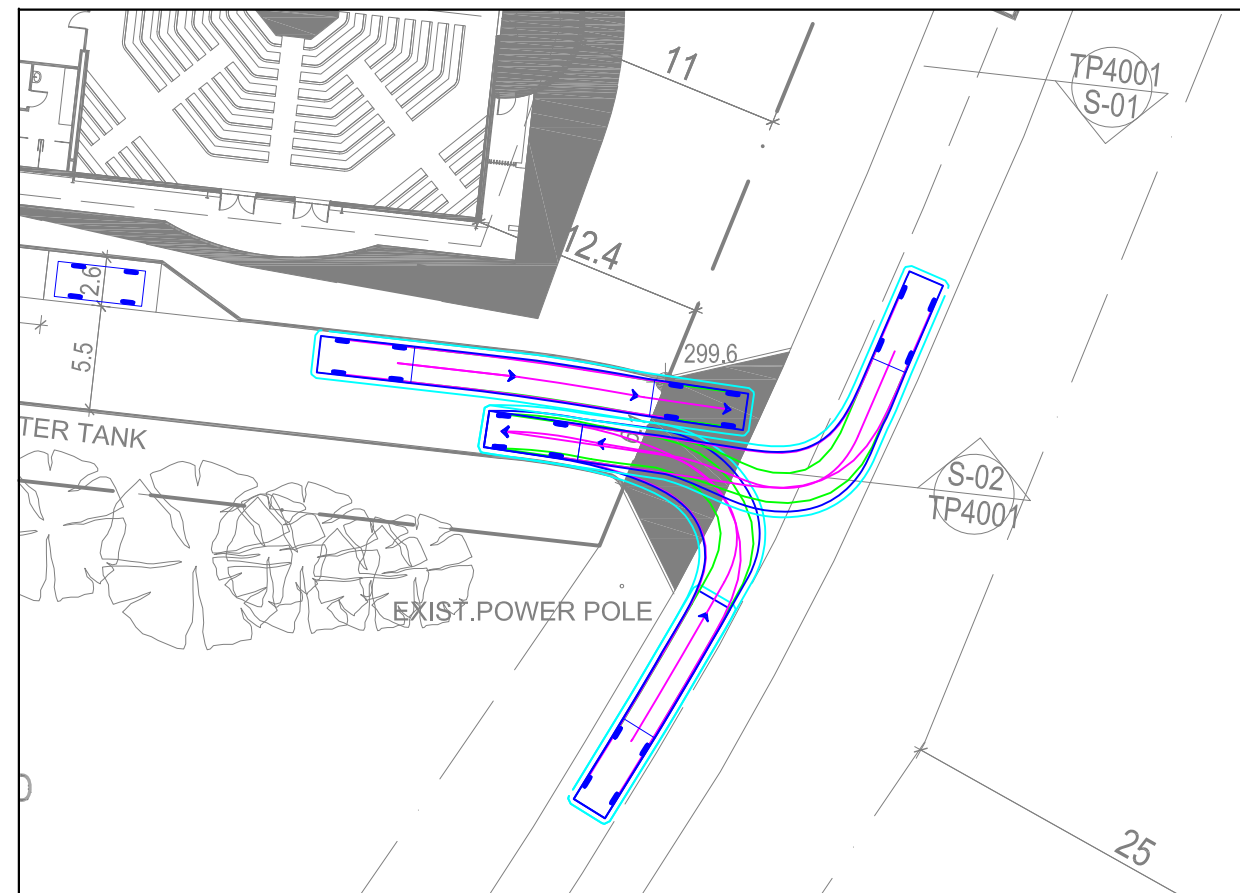 11
TP4001
S-01
12.4
2.6
299.6
5.5
TER TANK
S-02
TP4001
EXIST.POWER POLE
25